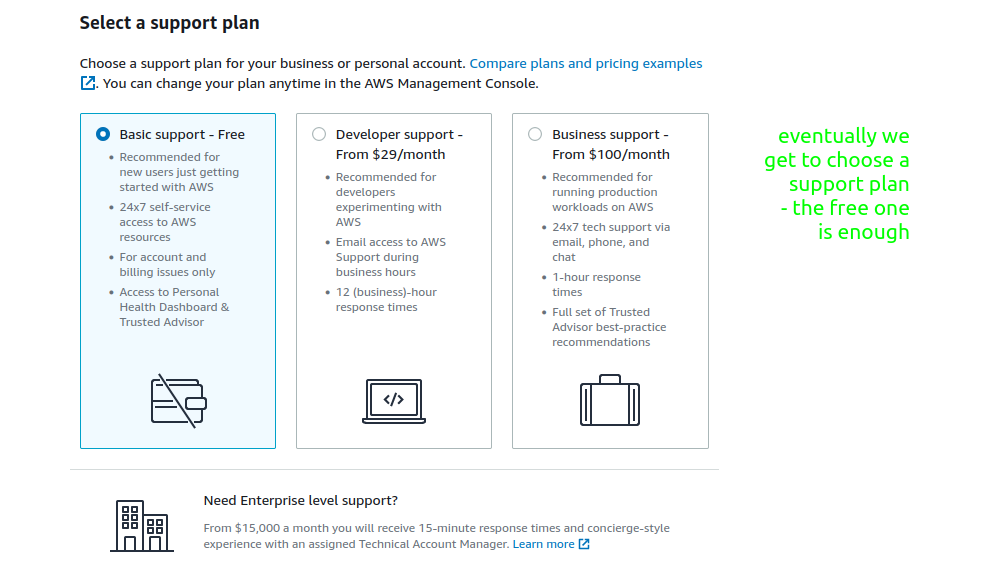 Select a support plan
Choose a support plan for your business or personal account. Compare plans and pricing examples
. You can change your plan anytime in the AWS Management Console.
Basic support - Free
• Recommended for
new users just getting
started with AWS
• 24x7 self-service
access to AWS
resources
• For account and
billing issues only
• Access to Personal
Health Dashboard &
Trusted Advisor
Developer support -
From $29/month
• Recommended for
developers
experimenting with
AWS
• Email access to AWS
Support during
business hours
• 12 (business)-hour
response times
</>
Business support -
From $100/month
• Recommended for
running production
workloads on AWS
• 24x7 tech support via
email, phone, and
chat
• 1-hour response
times
• Full set of Trusted
Advisor best-practice
recommendations
eventually we
get to choose a
support plan
- the free one
is enough
Need Enterprise level support?
From $15,000 a month you will receive 15-minute response times and concierge-style
experience with an assigned Technical Account Manager. Learn more